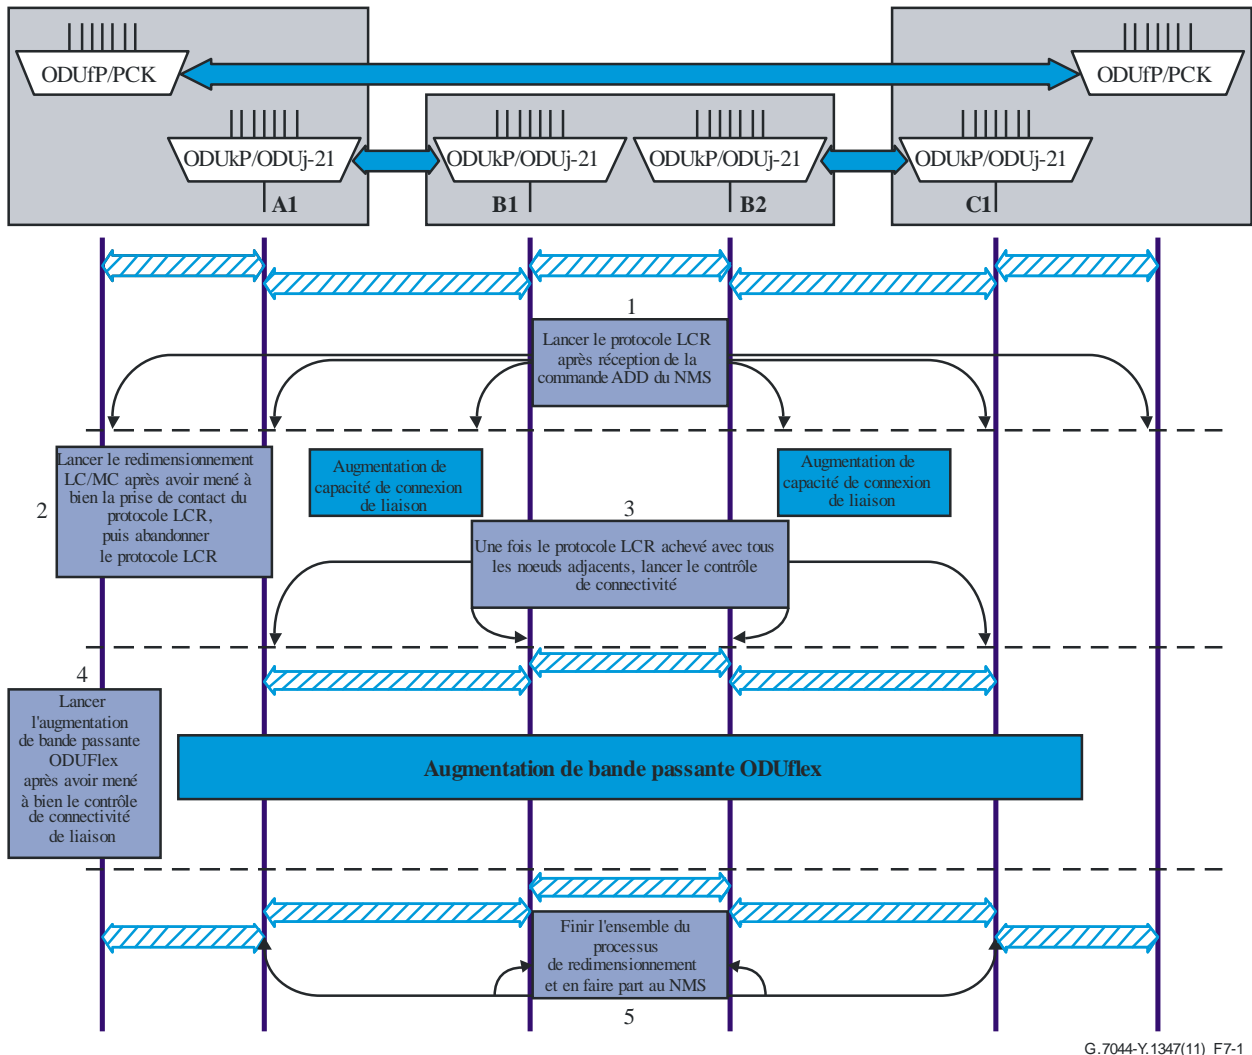 ODUfP/PCK
ODUfP/PCK
ODUkP/ODUj-21
ODUkP/ODUj-21
ODUkP/ODUj-21
ODUkP/ODUj-21
A1
B1
B2
C1
1
Lancer le protocole LCR
après réception de la
commande ADD du NMS
2
Lancer le redimensionnement
LC/MC après avoir mené à
bien la prise de contact du
protocole LCR,
puis abandonner
le protocole LCR
Augmentation de
capacité de connexion
de liaison
Augmentation de
capacité de connexion
de liaison
3
Une fois le protocole LCR achevé avec tous
les noeuds adjacents, lancer le contrôle
de connectivité
4
Lancer
l'augmentation
de bande passante
ODUFlex
après avoir mené
à bien le contrôle
de connectivité
de liaison
Augmentation de bande passante ODUflex
Finir l'ensemble du
processus
de redimensionnement
et en faire part au NMS
5
G.7044-Y.1347(11)_F7-1